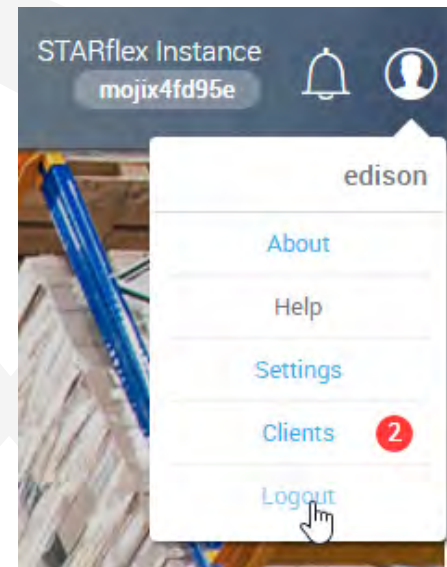 STARflex Instance
mojix4fd95e
edison
About
Help
Settings
Clients 2
Logout